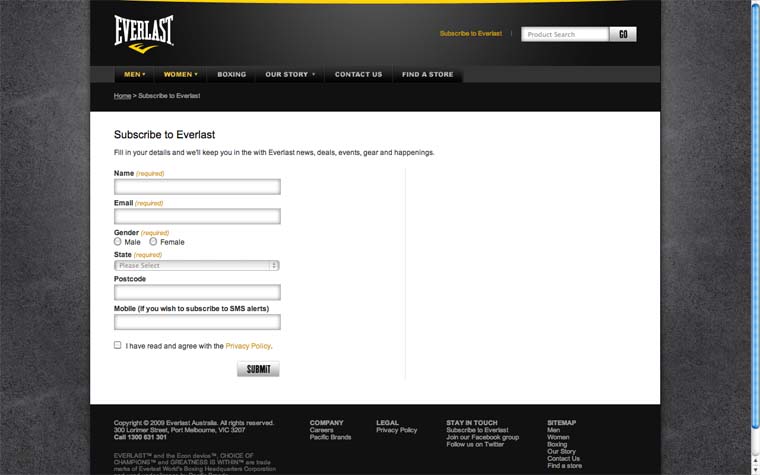 EVERLAST
Subscribe to Everlast
Product Search
GO
MEN
WOMEN
BOXING
OUR STORY
CONTACT US
FIND A STORE
Home > Subscribe to Everlast
Subscribe to Everlast
Fill in your details and we'll keep you in the with Everlast news, deals, events, gear and happenings.
Name (required)
Email (required)
Gender (required)
Male Female
State (required)
Please Select
Postcode
Mobile (if you wish to subscribe to SMS alerts)
I have read and agree with the Privacy Policy.
SUBMIT
Copyright © 2009 Everlast Australia. All rights reserved.
300 Lorimer Street, Port Melbourne, VIC 3207
Call 1300 631 301
EVERLAST™ and the Econ device™, CHOICE OF
CHAMPIONS™ and GREATNESS IS WITHIN™ are trade
marks of Everlast World's Boxing Headquarters Corporation
COMPANY
Careers
Pacific Brands
LEGAL
Privacy Policy
STAY IN TOUCH
Subscribe to Everlast
Join our Facebook group
Follow us on Twitter
SITEMAP
Men
Women
Boxing
Our Story
Contact Us
Find a store